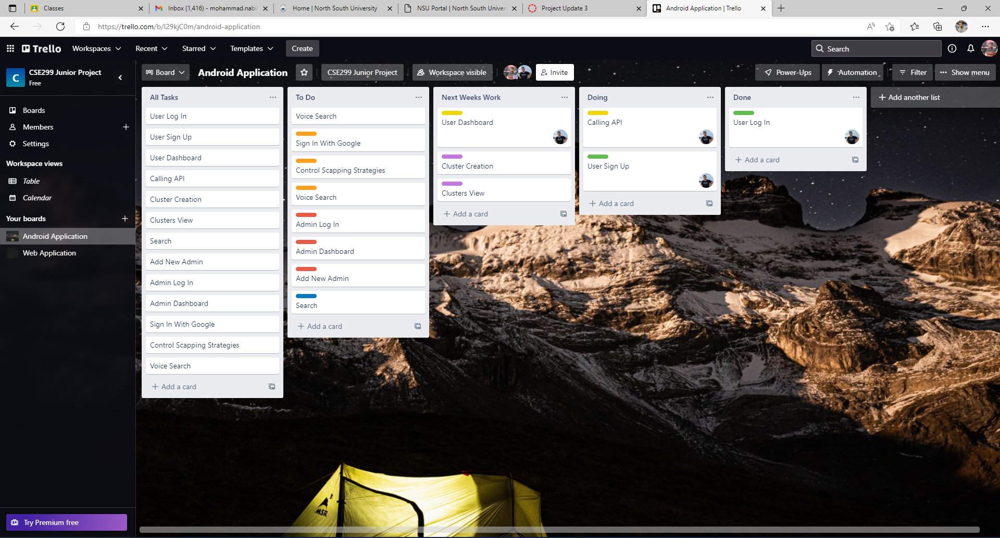 Classes
Inbox (1,416) - mohammad.nabil
Home | North South University
NSU Portal | North South Univers
Project Update 3
Android Application | Trello
https://trello.com/b/I29kjC0m/android-application
Trello
Workspaces
Recent
Starred
Templates
Create
Search
C
CSE299 Junior Project
Free
Board
Android Application
CSE299 Junior Project
Workspace visible
Invite
Power-Ups
Automation
Filter
Show menu
Boards
Members
Settings
Workspace views
Table
Calendar
Your boards
Android Application
Web Application
Try Premium free
All Tasks
User Log In
User Sign Up
User Dashboard
Calling API
Cluster Creation
Clusters View
Search
Add New Admin
Admin Log In
Admin Dashboard
Sign In With Google
Control Scapping Strategies
Voice Search
Add a card
To Do
Voice Search
Sign In With Google
Control Scapping Strategies
Voice Search
Admin Log In
Admin Dashboard
Add New Admin
Search
Add a card
Next Weeks Work
User Dashboard
Cluster Creation
Clusters View
Add a card
Doing
Calling API
User Sign Up
Add a card
Done
User Log In
Add a card
Add another list
MSR